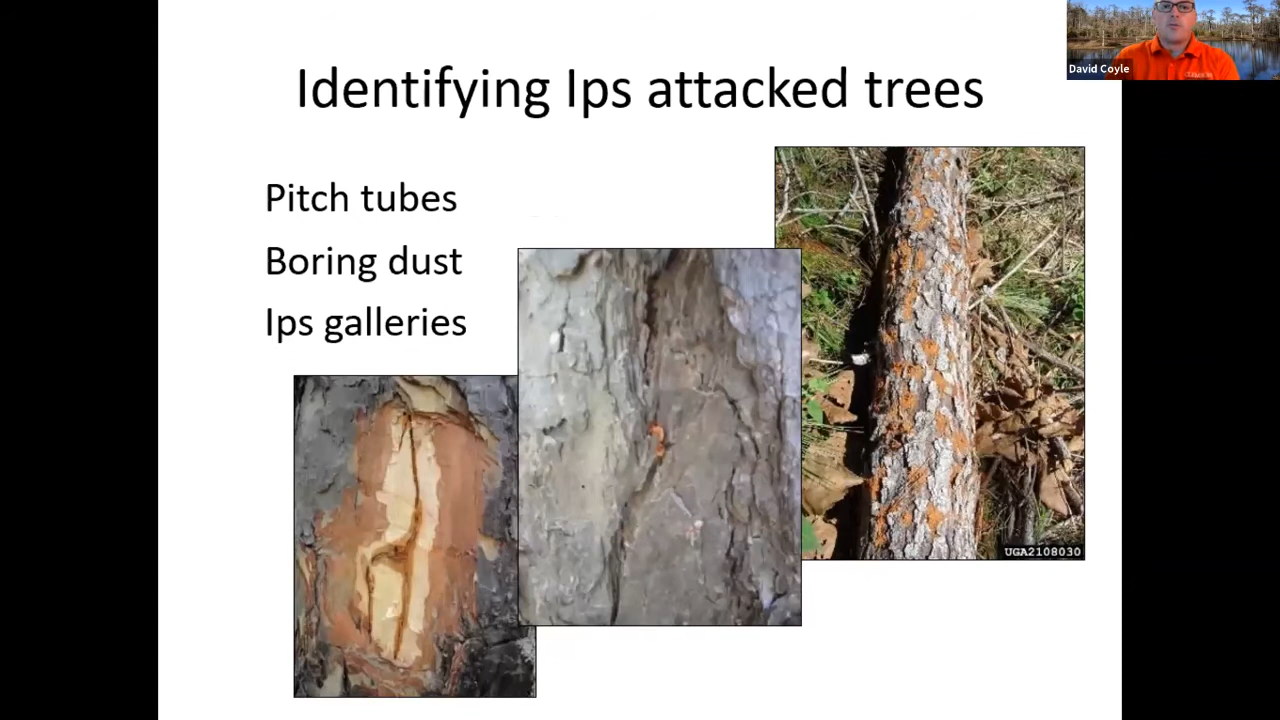 Identifying Ips attacked trees
David Coyle
Pitch tubes
Boring dust
Ips galleries
UGA2108030